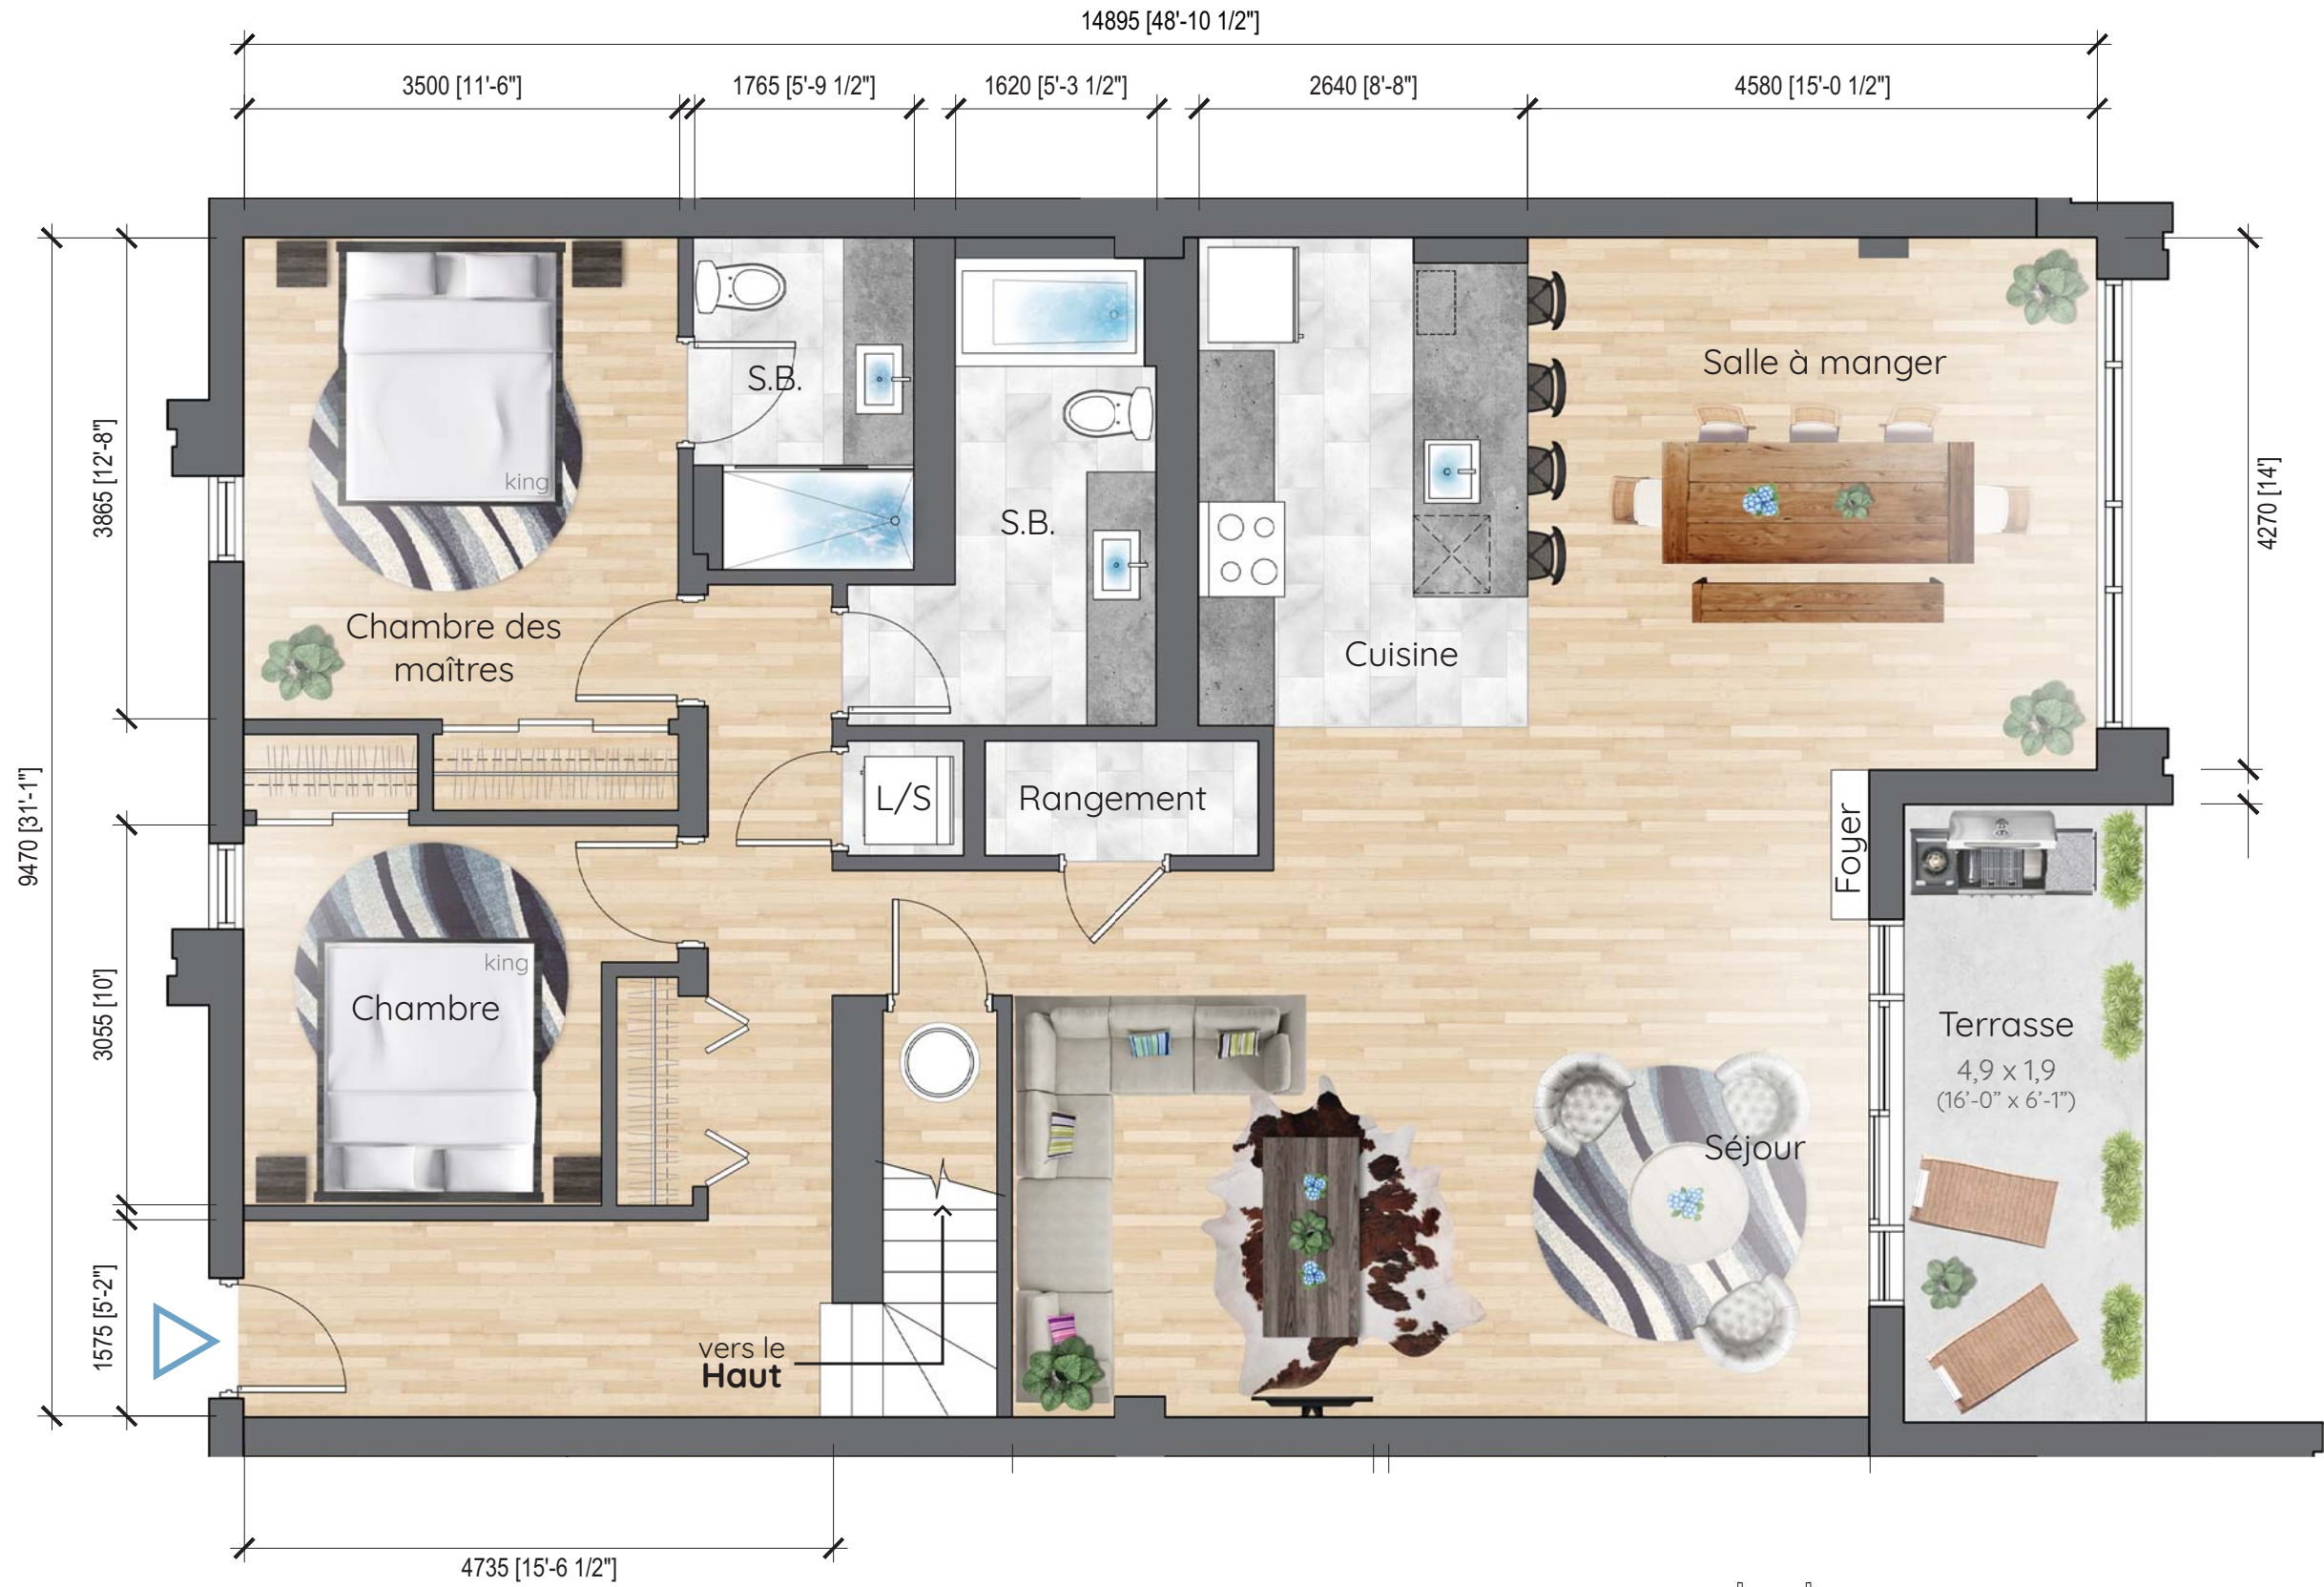 14895 [48'-10 1/2"]
3500 [11'-6"]
1765 [5'-9 1/2"]
1620 [5'-3 1/2"]
2640 [8'-8"]
4580 [15'-0 1/2"]
9470 [31'-1"]
3865 [12'-8"]
3055 [10']
1575 [5'-2"]
4270 [14']
king
Chambre des
maîtres
S.B.
S.B.
Cuisine
Salle à manger
L/S
Rangement
Foyer
king
Chambre
Terrasse
4,9 x 1,9
(16'-0” x 6'-1”)
Séjour
vers le
Haut
4735 [15'-6 1/2"]